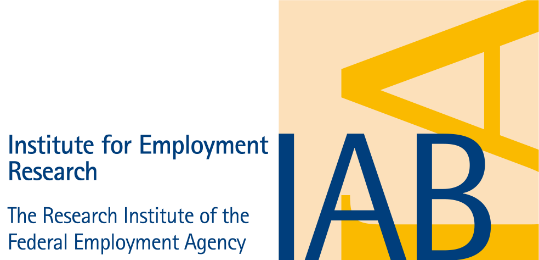 Institute for Employment
Research
The Research Institute of the
Federal Employment Agency
IAB